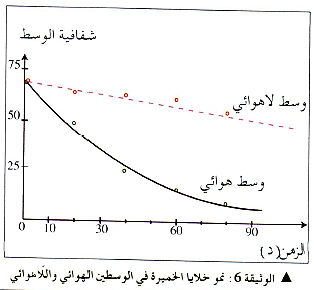 شفافية الوسط
75
وسط لاهوائي
50
25
وسط هوائي
0 10 30 60 90
الزمن (د)
▲ الوثيقة 6: نمو خلايا الخميرة في الوسطين الهوائي واللاهوائي